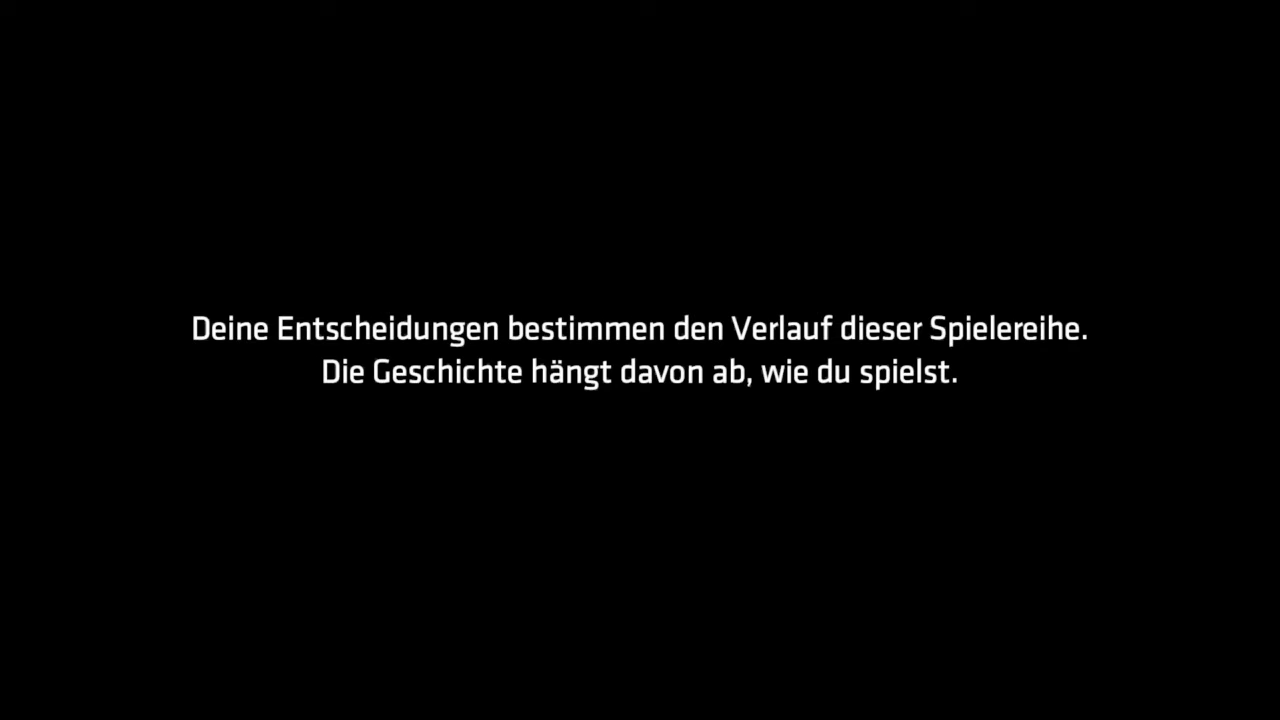 Deine Entscheidungen bestimmen den Verlauf dieser Spielereihe.
Die Geschichte hängt davon ab, wie du spielst.